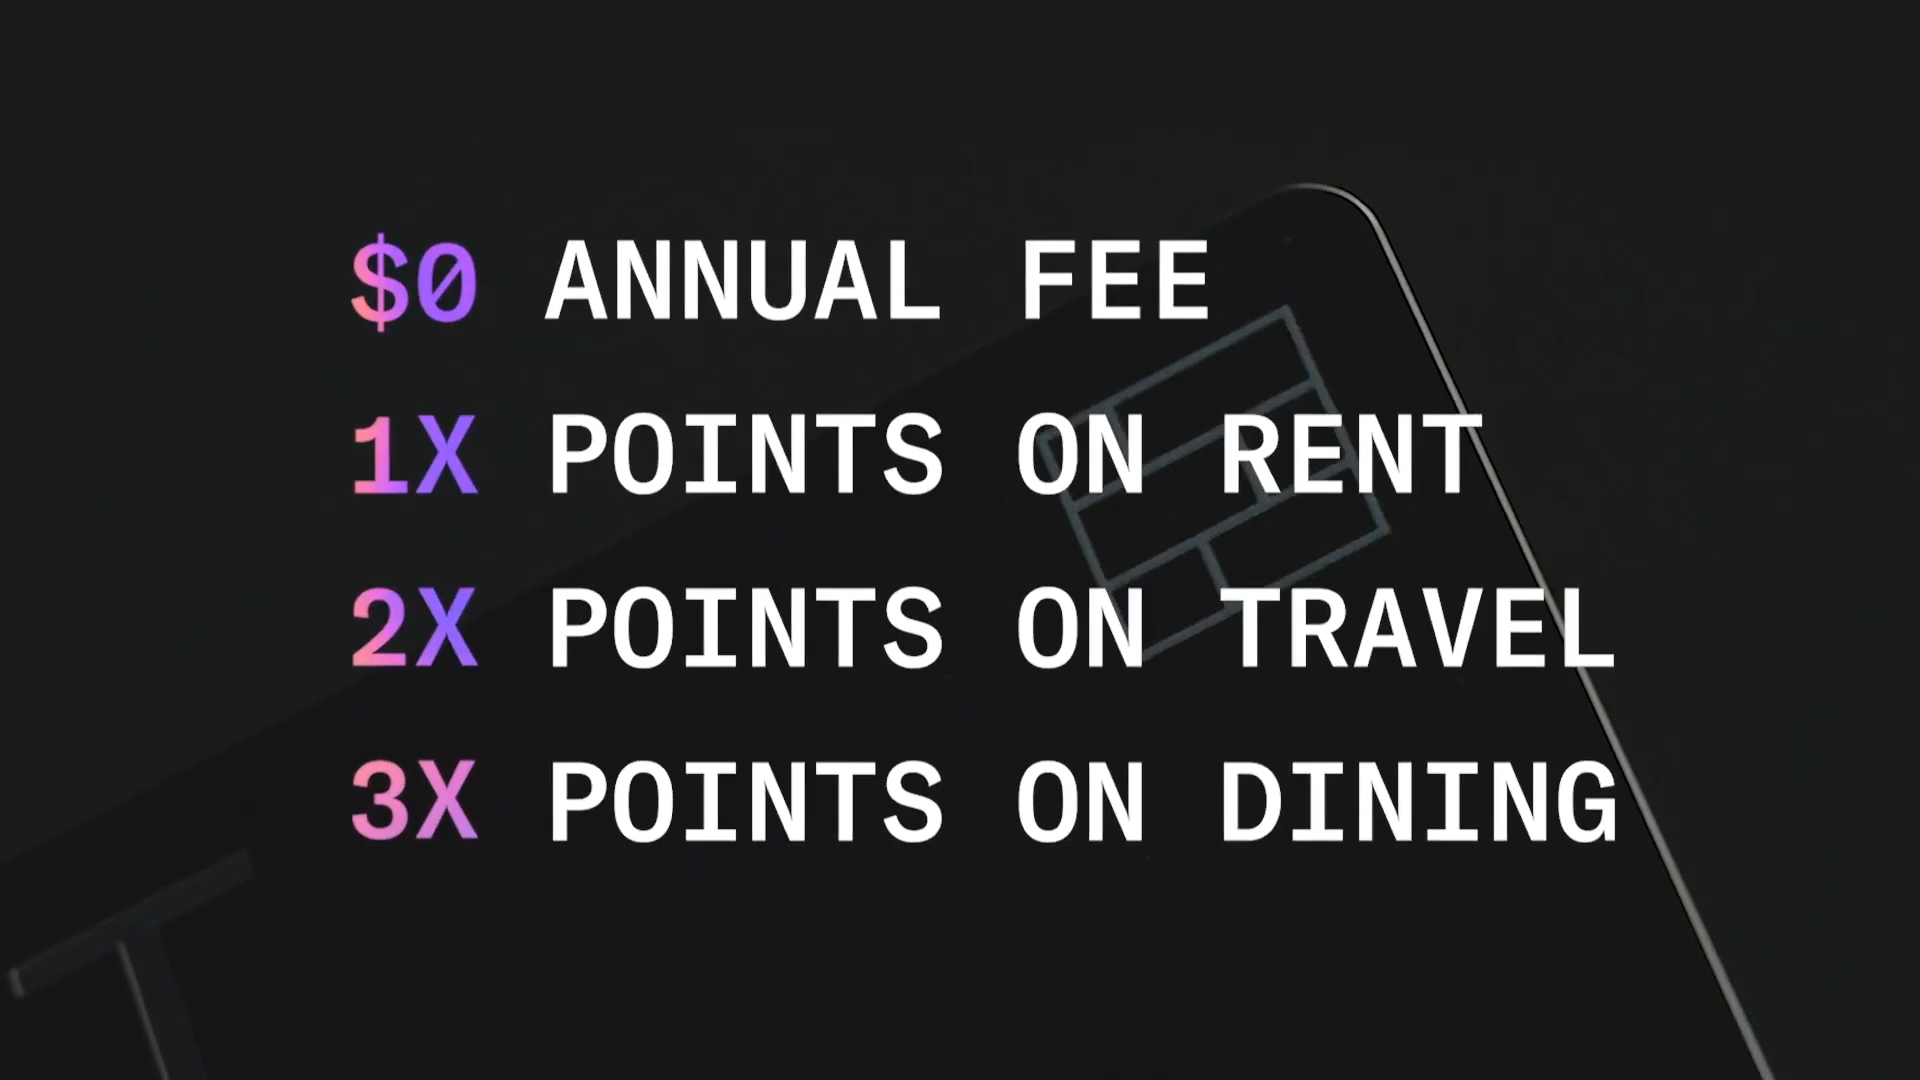 $0 ANNUAL FEE
1X POINTS ON RENT
2X POINTS ON TRAVEL
3X POINTS ON DINING